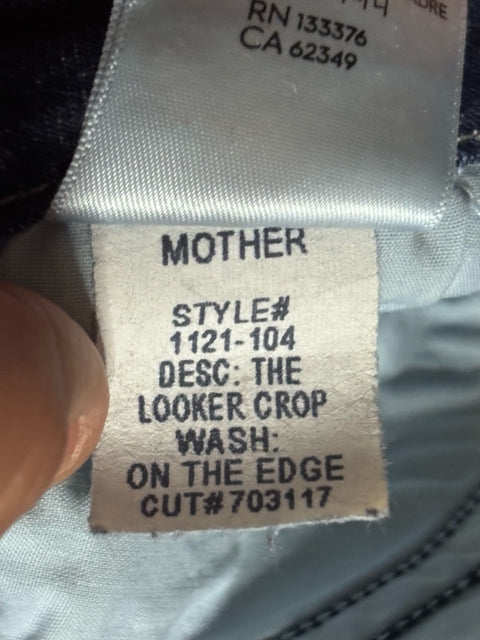 RN 133376
CA 62349
MOTHER
STYLE#
1121-104
DESC: THE
LOOKER CROP
WASH:
ON THE EDGE
CUT#703117